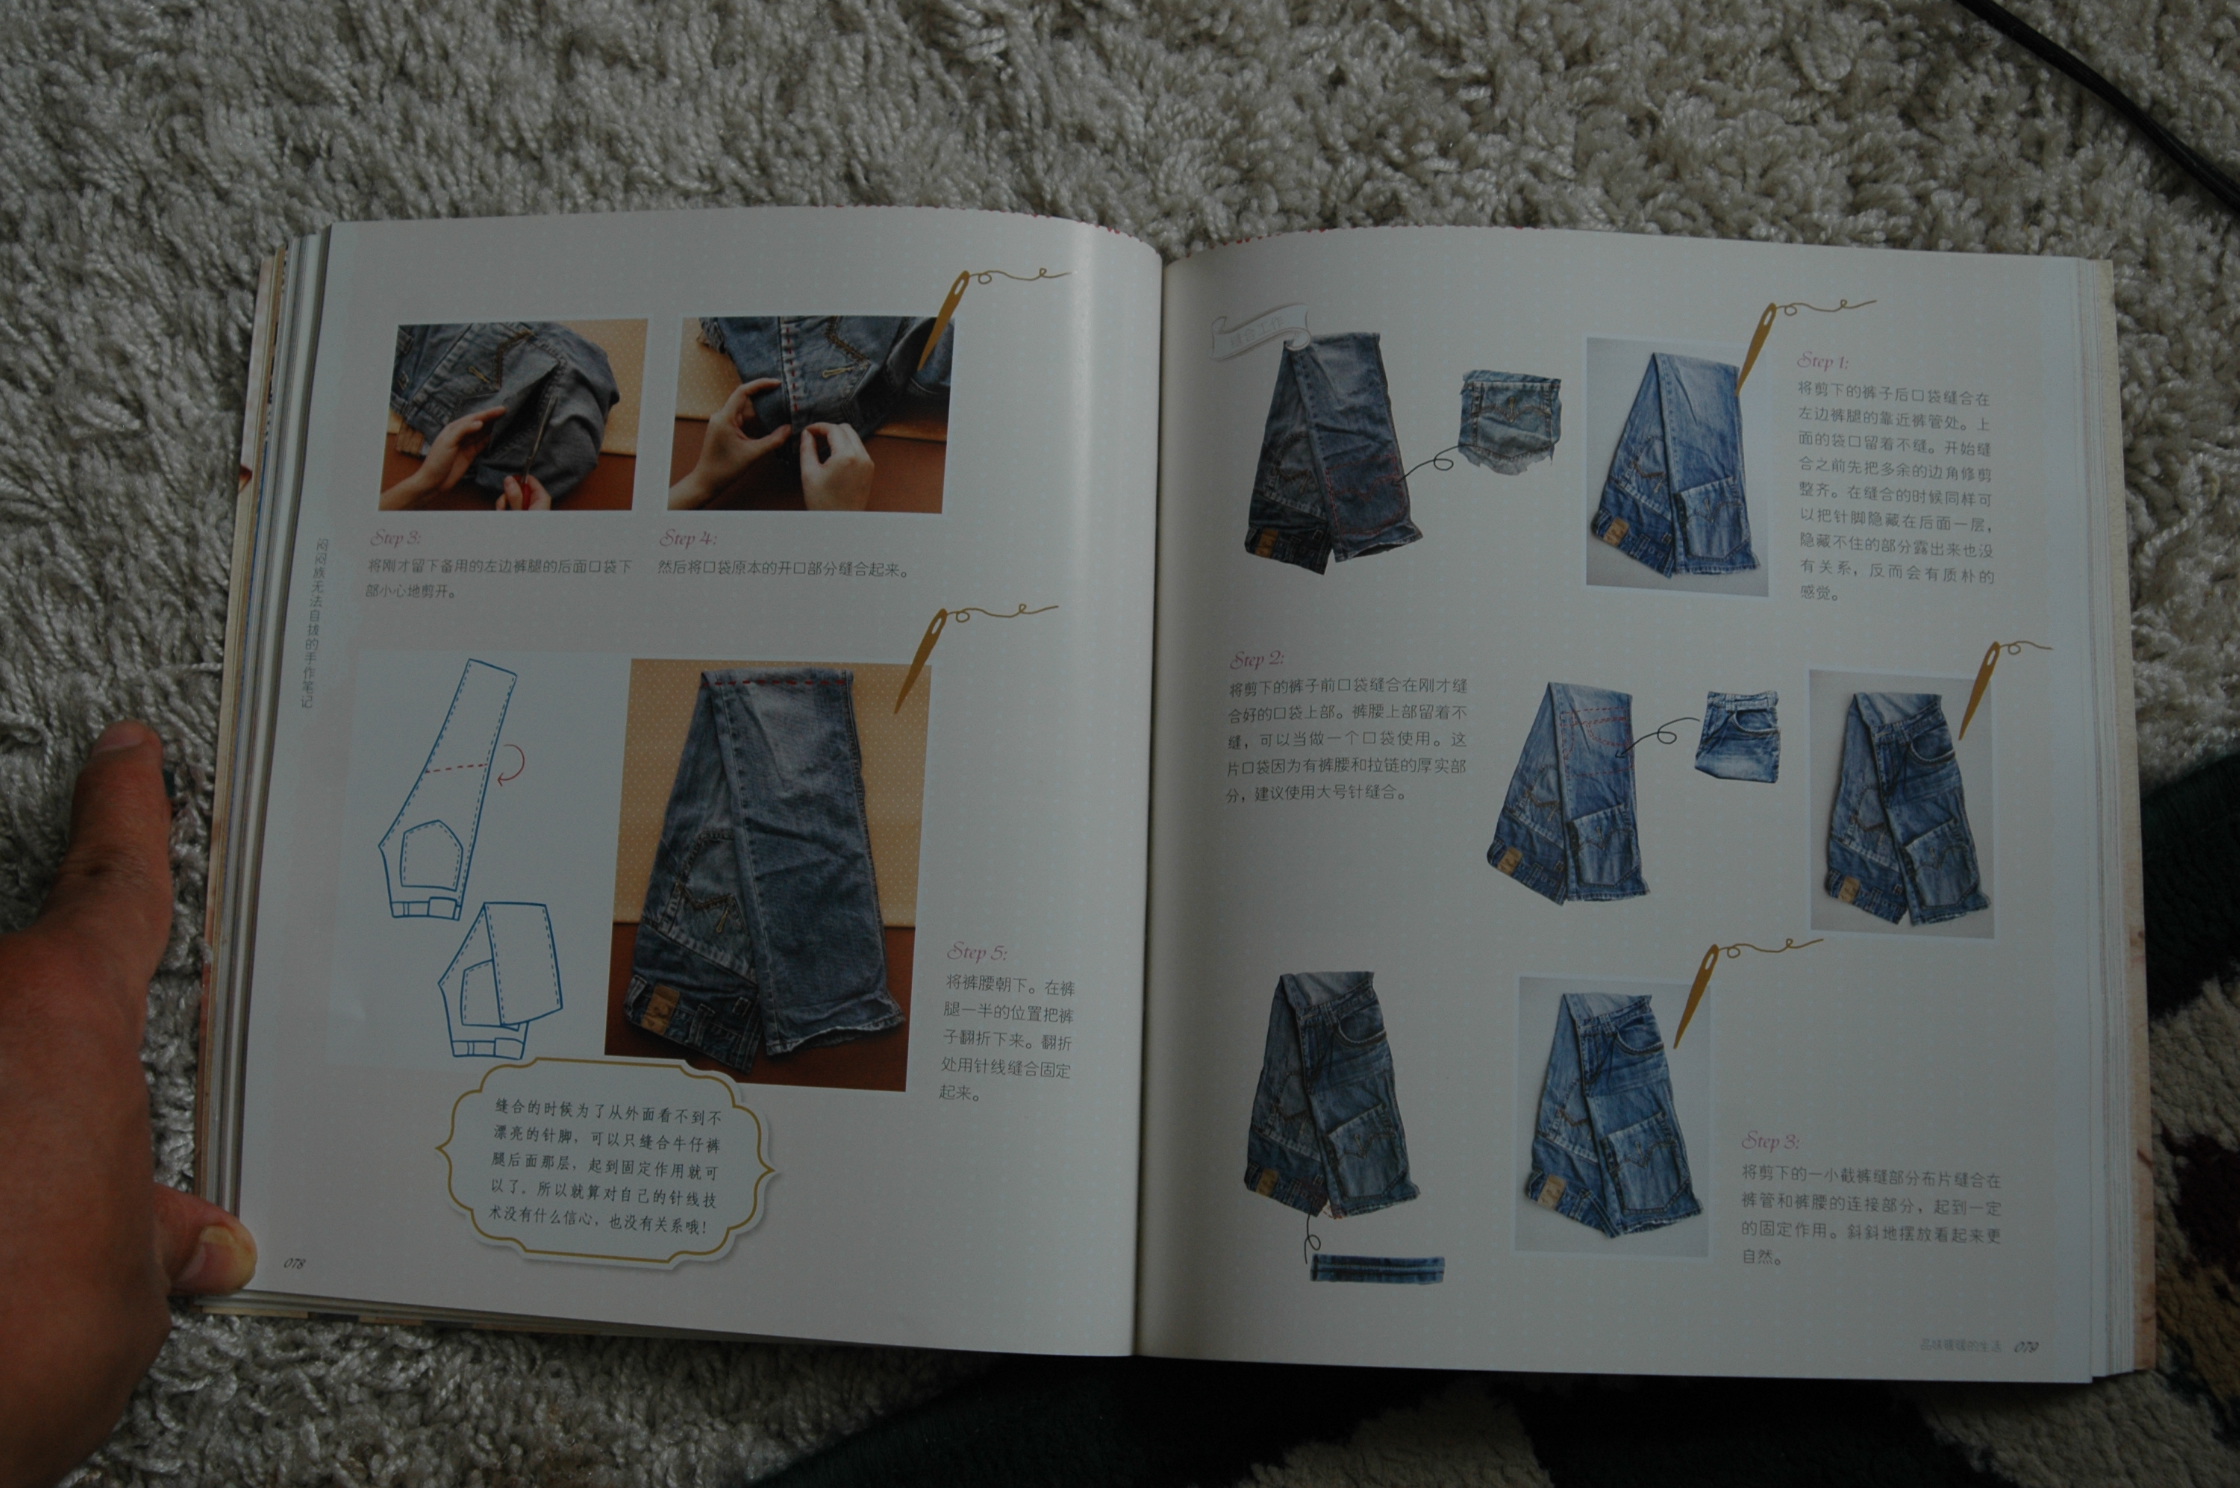 Step 3:
将刚才留下备用的左边裤腿的后面口袋下
部小心地剪开。
Step 4:
然后将口袋原本的开口部分缝合起来。
闷闷族无法自拔的手作笔记
Step 5:
将裤腰朝下。在裤
腿一半的位置把裤
子翻折下来。翻折
处用针线缝合固定
起来。
缝合的时候为了从外面看不到不
漂亮的针脚，可以只缝合牛仔裤
腿后面那层，起到固定作用就可
以了。所以就算对自己的针线技
术没有什么信心，也没有关系哦！
078
Step 1:
将剪下的裤子后口袋缝合在
左边裤腿的靠近裤管处。上
面的袋口留着不缝。开始缝
合之前先把多余的边角修剪
整齐。在缝合的时候同样可
以把针脚隐藏在后面一层，
隐藏不住的部分露出来也没
有关系，反而会有质朴的
感觉。
Step 2:
将剪下的裤子前口袋缝合在刚才缝
合好的口袋上部。裤腰上部留着不
缝，可以当做一个口袋使用。这
片口袋因为有裤腰和拉链的厚实部
分，建议使用大号针缝合。
Step 3:
将剪下的一小截裤缝部分布片缝合在
裤管和裤腰的连接部分，起到一定
的固定作用。斜斜地摆放看起来更
自然。
品味暖暖的生活 079